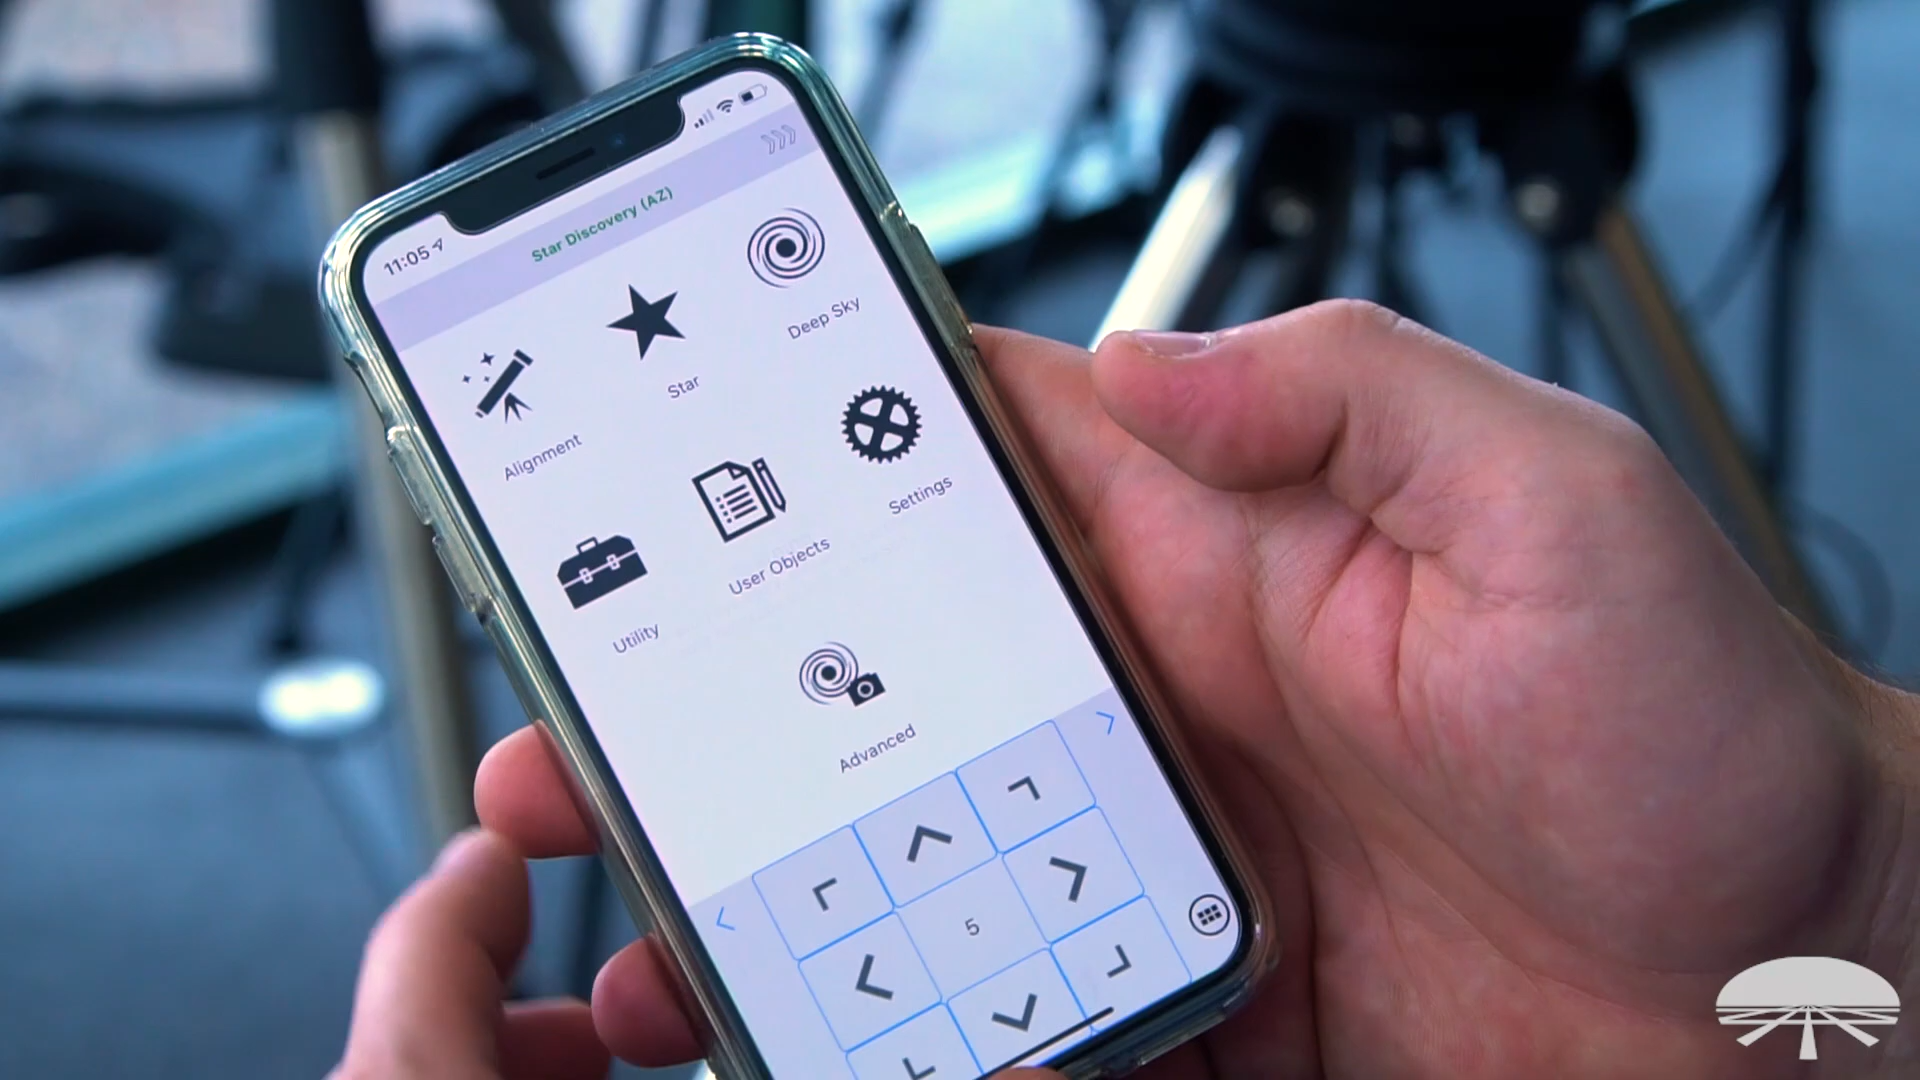 11:05
Star Discovery (AZ)
Alignment
Star
Deep Sky
Utility
User Objects
Settings
Advanced
5